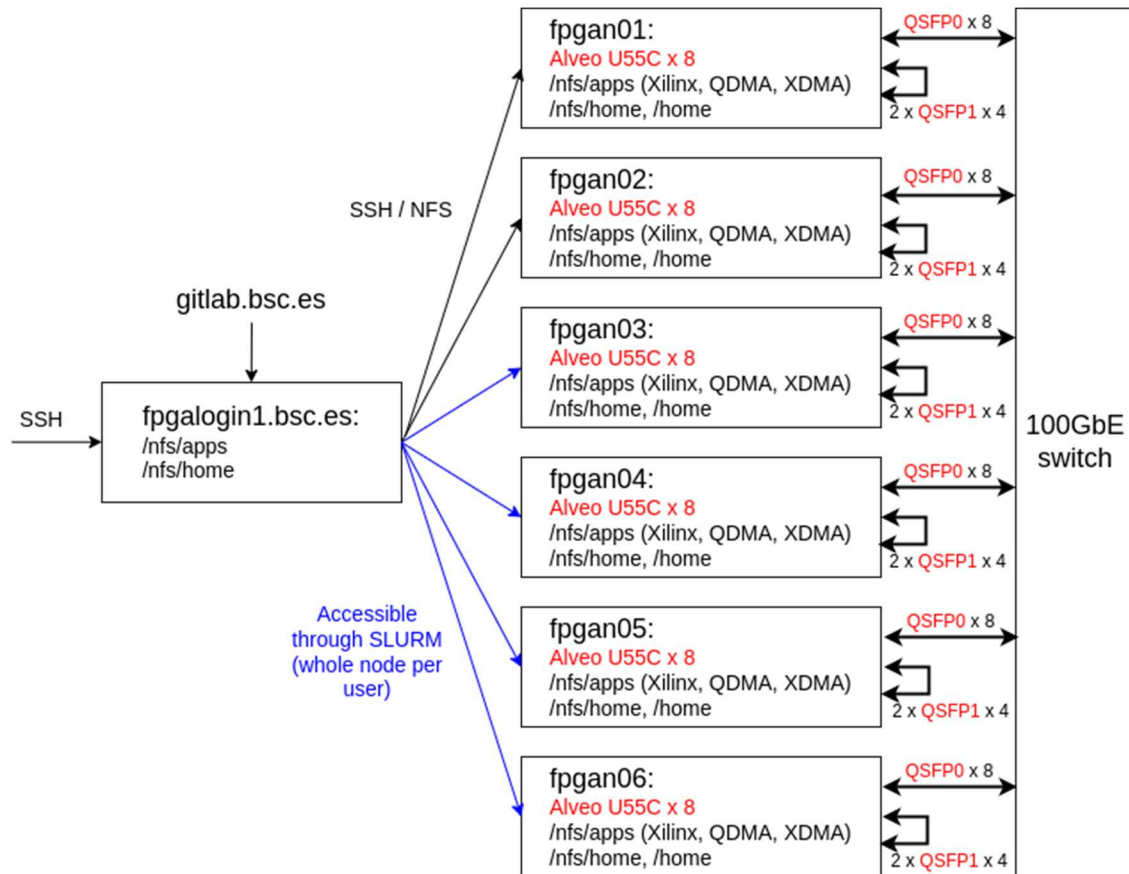 gitlab.bsc.es
SSH
fpgalogin1.bsc.es:
/nfs/apps
/nfs/home
SSH / NFS
Accessible
through SLURM
(whole node per
user)
fpgan01:
Alveo U55C x 8
/nfs/apps (Xilinx, QDMA, XDMA)
/nfs/home, /home
QSFP0 x 8
2 x QSFP1 x 4
fpgan02:
Alveo U55C x 8
/nfs/apps (Xilinx, QDMA, XDMA)
/nfs/home, /home
QSFP0 x 8
2 x QSFP1 x 4
fpgan03:
Alveo U55C x 8
/nfs/apps (Xilinx, QDMA, XDMA)
/nfs/home, /home
QSFP0 x 8
2 x QSFP1 x 4
fpgan04:
Alveo U55C x 8
/nfs/apps (Xilinx, QDMA, XDMA)
/nfs/home, /home
QSFP0 x 8
2 x QSFP1 x 4
fpgan05:
Alveo U55C x 8
/nfs/apps (Xilinx, QDMA, XDMA)
/nfs/home, /home
QSFP0 x 8
2 x QSFP1 x 4
fpgan06:
Alveo U55C x 8
/nfs/apps (Xilinx, QDMA, XDMA)
/nfs/home, /home
QSFP0 x 8
2 x QSFP1 x 4
100GbE
switch